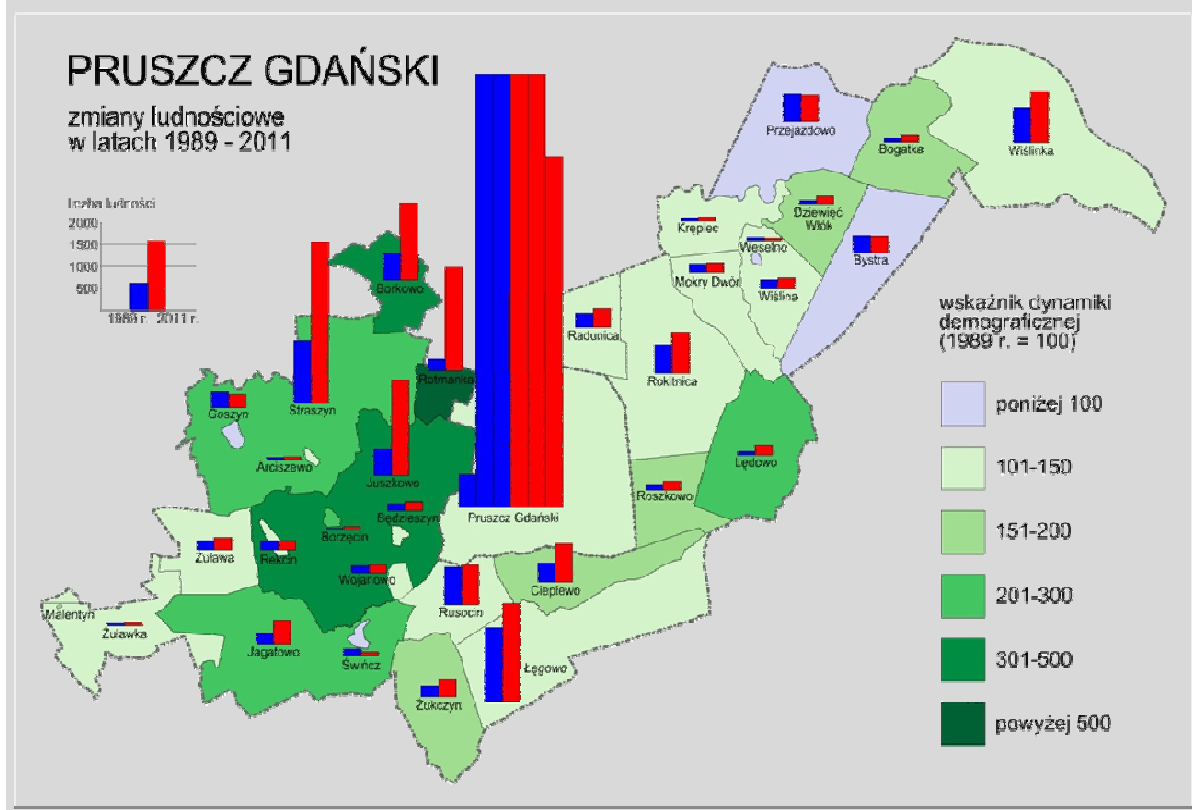 PRUSZCZ GDAŃSKI
zmiany ludnościowe
w latach 1989 - 2011
liczba ludności
2000
1500
1000
500
1989 r. 2011 r.
Przejazdowo
Bogatka
Wiślinka
Krępiec
Dziewięć
Włók
Weselno
Bystra
Mokry Dwór
Wiślina
Borkowo
Radunica
Rotmanka
Rokitnica
Straszyn
Goszyn
Arciszewo
Juszkowo
Lędowo
Roszkowo
Będzieszyn
Pruszcz Gdański
Borzęcin
Żuława
Rekcin
Wojanowo
Cieplewo
Rusocin
Malentyn
Żuławka
Jagatowo
Świńcz
Łęgowo
Żukczyn
wskaźnik dynamiki
demograficznej
(1989 r. = 100)
poniżej 100
101-150
151-200
201-300
301-500
powyżej 500